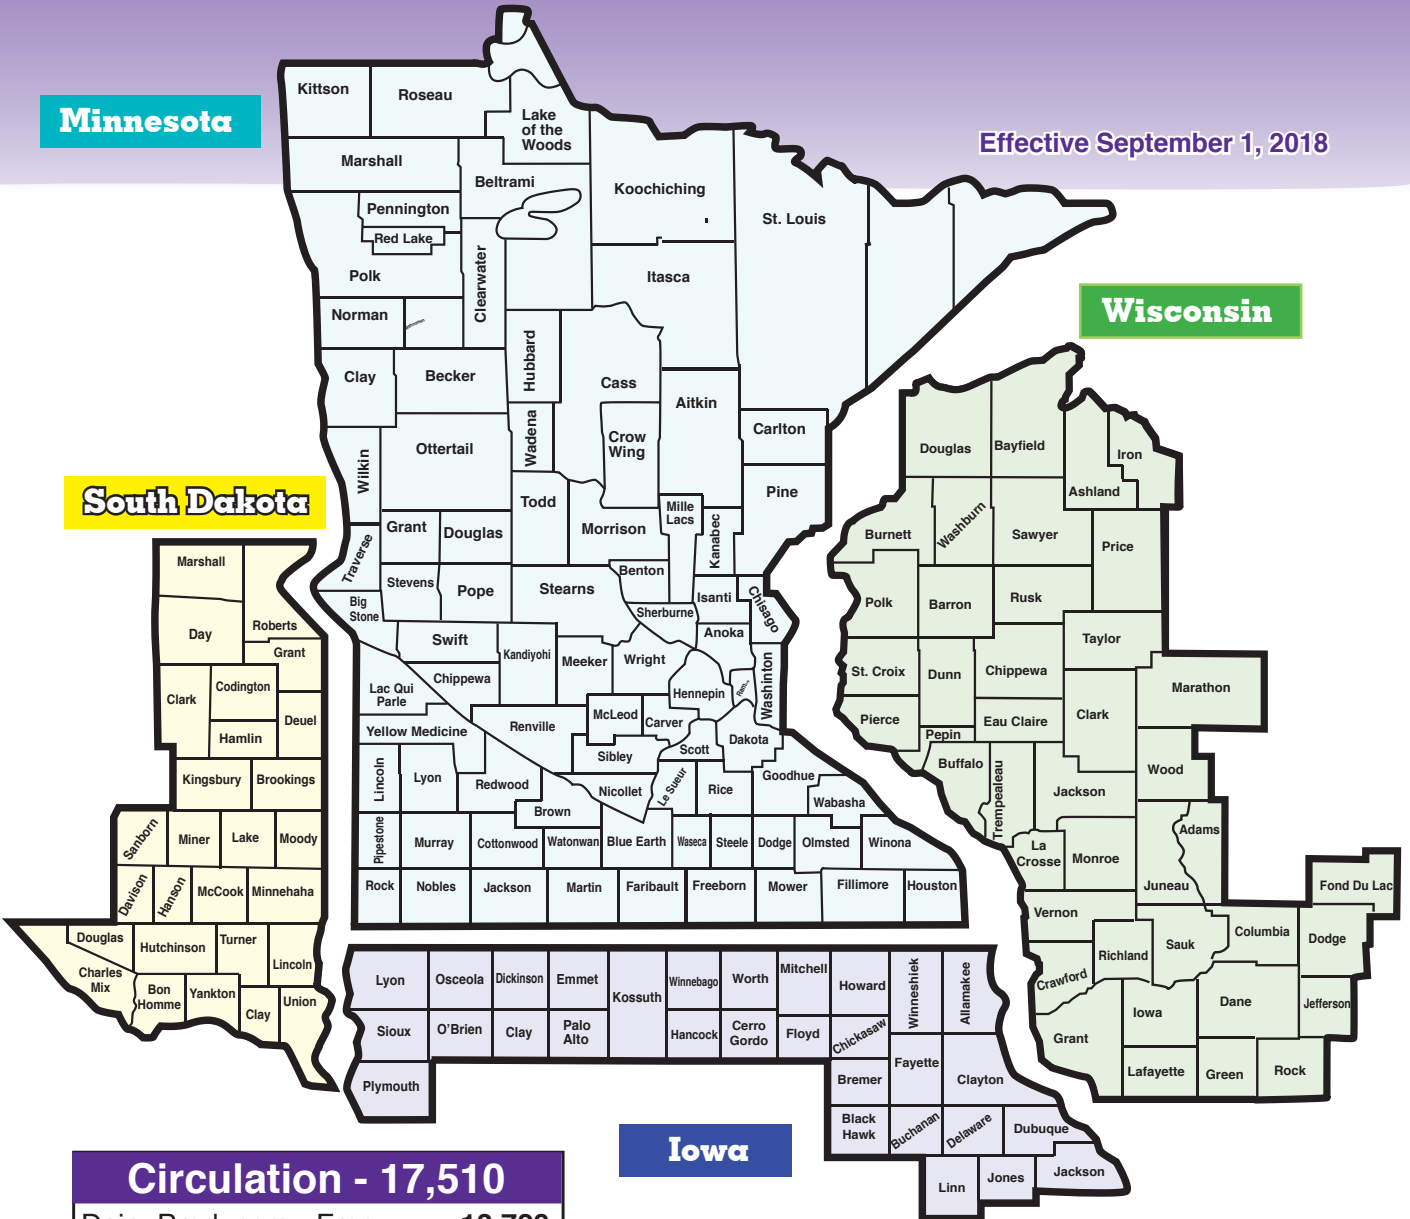 Minnesota
Effective September 1, 2018
Kittson
Roseau
Lake
of the
Woods
Marshall
Beltrami
Koochiching
St. Louis
Pennington
Red Lake
Polk
Clearwater
Itasca
Norman
Hubbard
Clay
Becker
Cass
Aitkin
Wadena
Crow
Wing
Carlton
Ottertail
Wilkin
Pine
Todd
Mille
Lacs
Morrison
Kanabec
Grant
Douglas
Traverse
Benton
Stevens
Pope
Stearns
Isanti
Chisago
Big
Stone
Sherburne
Anoka
Swift
Kandiyohi
Meeker
Wright
Washinton
Chippewa
Hennepin
Lac Qui
Parle
McLeod
Carver
Renville
Yellow Medicine
Dakota
Scott
Sibley
Lincoln
Lyon
Redwood
Nicollet
Le Sueur
Rice
Goodhue
Wabasha
Brown
Pipestone
Murray
Cottonwood
Watonwan
Blue Earth
Waseca
Steele
Dodge
Olmsted
Winona
Rock
Nobles
Jackson
Martin
Faribault
Freeborn
Mower
Fillimore
Houston
Wisconsin
Douglas
Bayfield
Iron
Ashland
Burnett
Washburn
Sawyer
Price
Polk
Barron
Rusk
Taylor
St. Croix
Dunn
Chippewa
Marathon
Pierce
Pepin
Eau Claire
Clark
Buffalo
Trempealeau
Jackson
Wood
Adams
La
Crosse
Monroe
Juneau
Fond Du Lac
Vernon
Columbia
Dodge
Richland
Sauk
Crawford
Iowa
Dane
Jefferson
Grant
Lafayette
Green
Rock
South Dakota
Marshall
Roberts
Day
Grant
Codington
Clark
Deuel
Hamlin
Kingsbury
Brookings
Sanborn
Miner
Lake
Moody
Davison
Hanson
McCook
Minnehaha
Douglas
Hutchinson
Turner
Lincoln
Charles
Mix
Bon
Homme
Yankton
Clay
Union
Lyon
Osceola
Dickinson
Emmet
Kossuth
Winnebago
Worth
Mitchell
Howard
Winneshiek
Allamakee
Sioux
O'Brien
Clay
Palo
Alto
Hancock
Cerro
Gordo
Floyd
Chickasaw
Fayette
Plymouth
Bremer
Clayton
Black
Hawk
Buchanan
Delaware
Dubuque
Linn
Jones
Jackson
Iowa
Circulation - 17,510